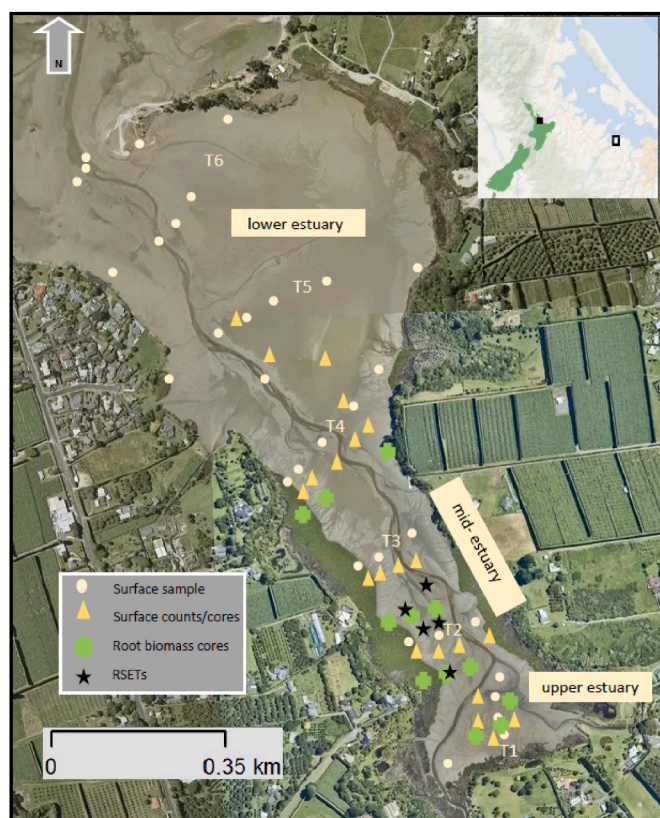 N
T6
lower estuary
T5
T4
mid- estuary
T3
T2
upper estuary
T1
Surface sample
Surface counts/cores
Root biomass cores
RSETs
0
0.35 km